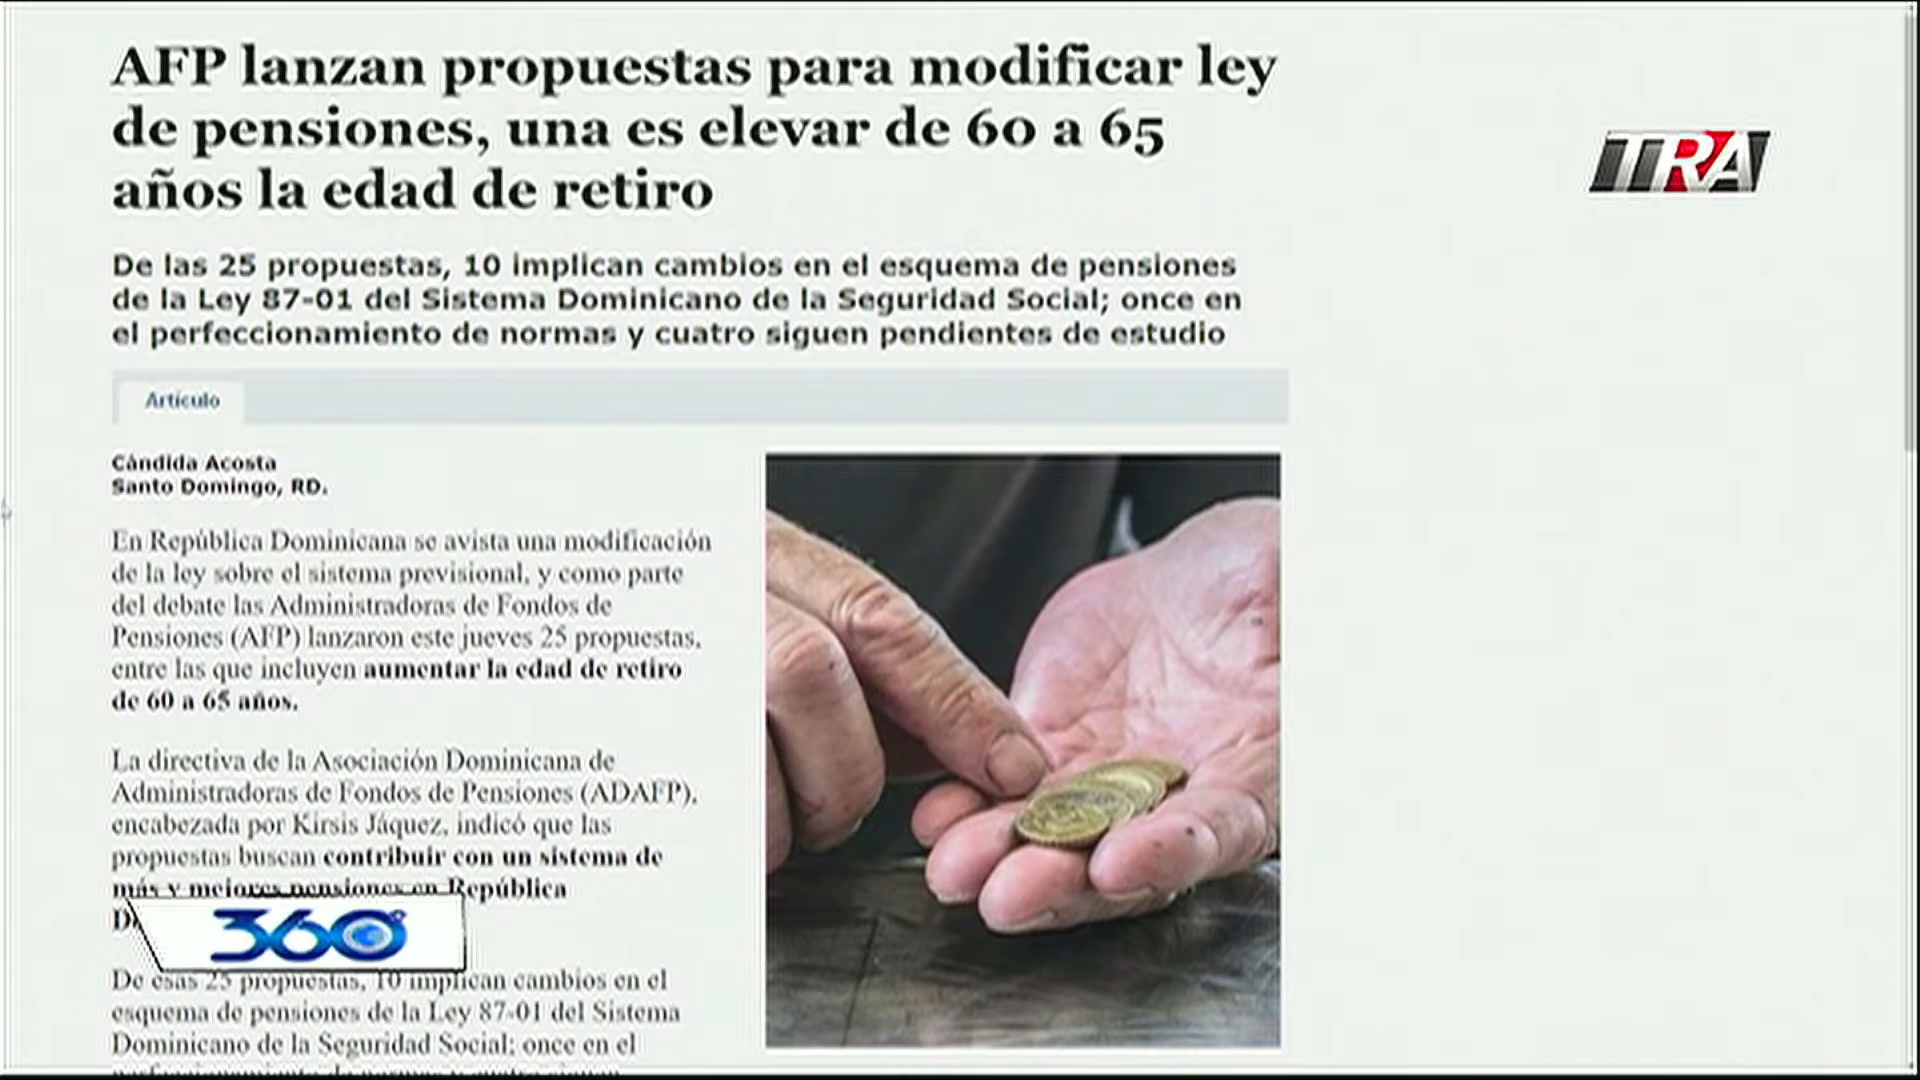 AFP lanzan propuestas para modificar ley
de pensiones, una es elevar de 60 a 65
años la edad de retiro
TRA
De las 25 propuestas, 10 implican cambios en el esquema de pensiones
de la Ley 87-01 del Sistema Dominicano de la Seguridad Social; once en
el perfeccionamiento de normas y cuatro siguen pendientes de estudio
Artículo
Cándida Acosta
Santo Domingo, RD.
En República Dominicana se avista una modificación
de la ley sobre el sistema previsional, y como parte
del debate las Administradoras de Fondos de
Pensiones (AFP) lanzaron este jueves 25 propuestas,
entre las que incluyen aumentar la edad de retiro
de 60 a 65 años.
La directiva de la Asociación Dominicana de
Administradoras de Fondos de Pensiones (ADAFP),
encabezada por Kirsis Jáquez, indicó que las
propuestas buscan contribuir con un sistema de
más y mejores pensiones en República
360°
De esas 25 propuestas, 10 implican cambios en el
esquema de pensiones de la Ley 87-01 del Sistema
Dominicano de la Seguridad Social; once en el